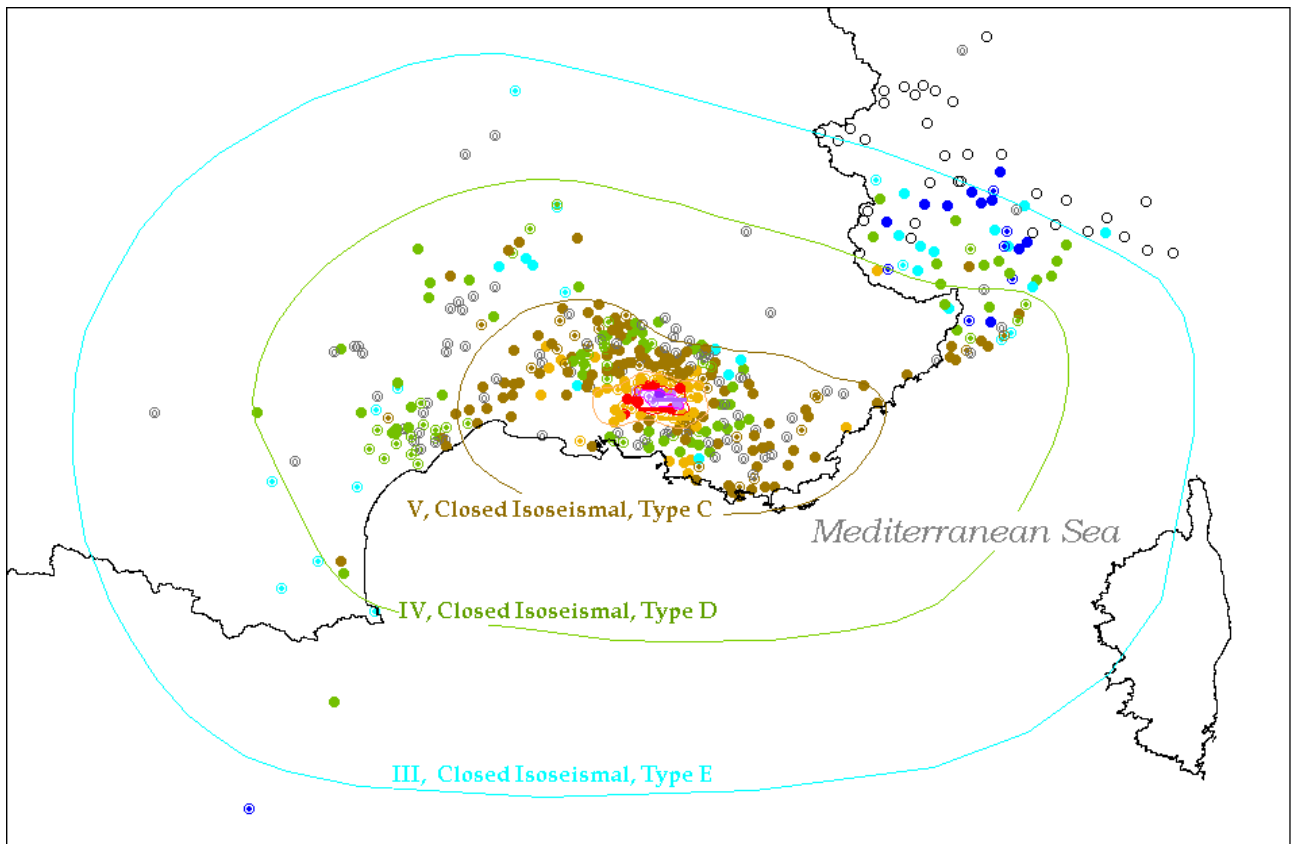 V, Closed Isoseismal, Type C
Mediterranean Sea
IV, Closed Isoseismal, Type D
III, Closed Isoseismal, Type E